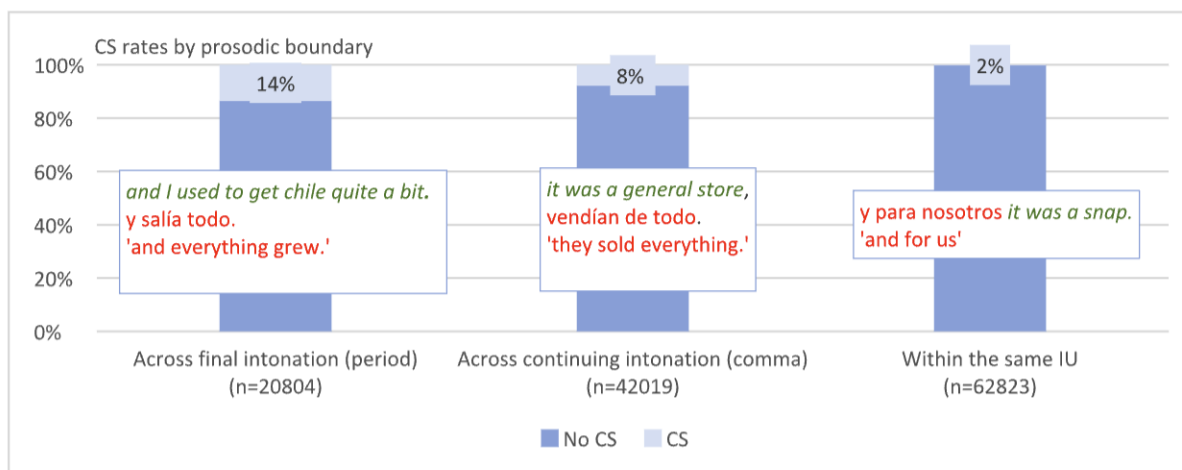 CS rates by prosodic boundary
100%
80%
60%
40%
20%
0%
14%
8%
2%
and I used to get chile quite a bit.
y salía todo.
'and everything grew.'
it was a general store,
vendían de todo.
'they sold everything.'
y para nosotros it was a snap.
'and for us'
Across final intonation (period)
(n=20804)
Across continuing intonation (comma)
(n=42019)
Within the same IU
(n=62823)
No CS
CS